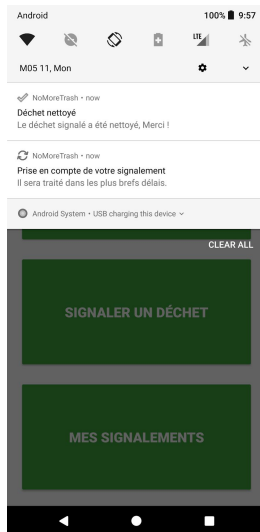 Android 100% 9:57
LTE
M05 11, Mon
NoMoreTrash • now
Déchet nettoyé
Le déchet signalé a été nettoyé, Merci !
NoMoreTrash • now
Prise en compte de votre signalement
Il sera traité dans les plus brefs délais.
Android System • USB charging this device
CLEAR ALL
SIGNALER UN DÉCHET
MES SIGNALEMENTS